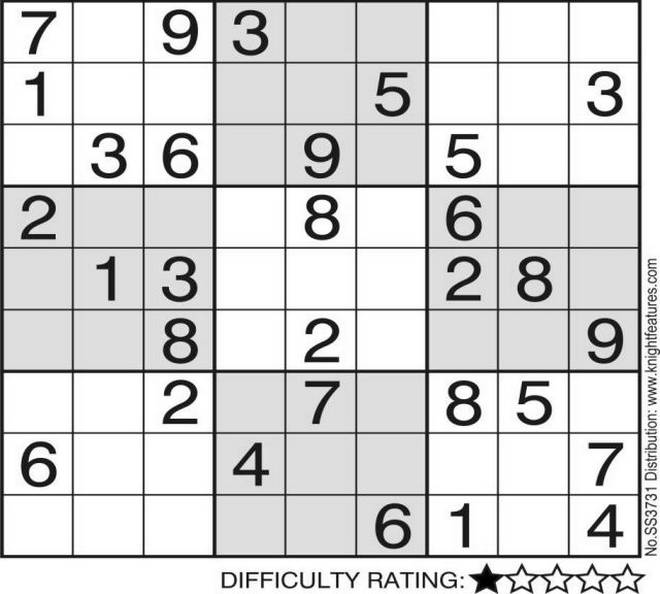 7 9 3
1 5 3
3 6 9 5
2 8 6
1 3 2 8
8 2 9
2 7 8 5
6 4 7
6 1 4
DIFFICULTY RATING:
No.SS3731 Distribution: www.knightfeatures.com